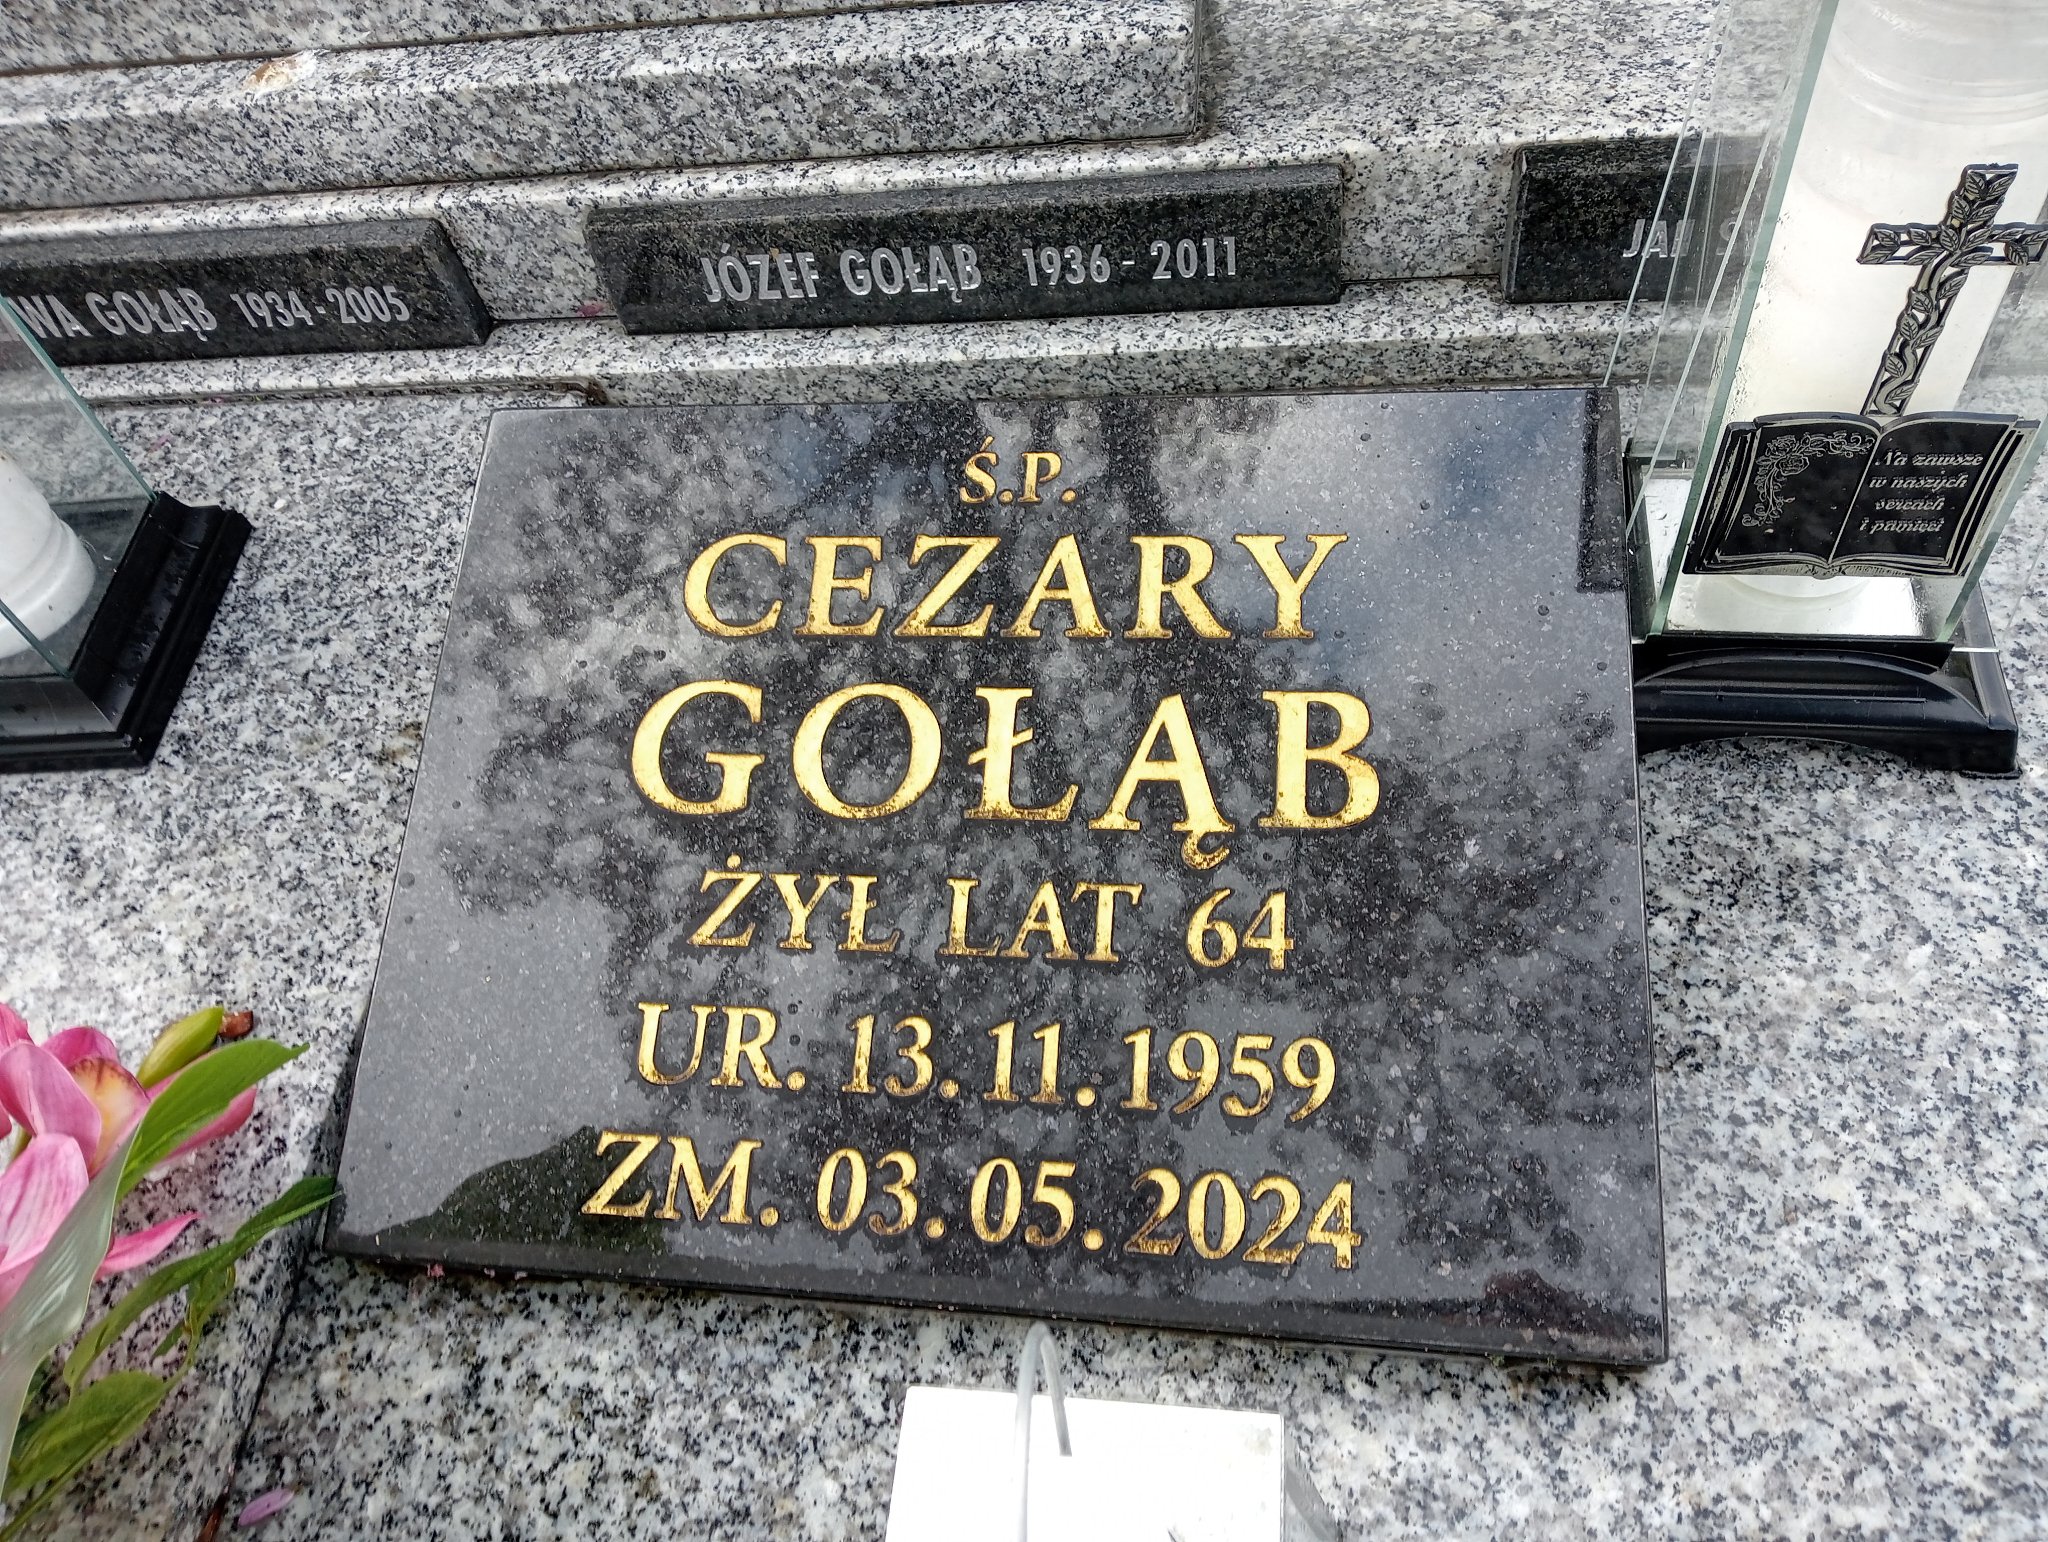 GOŁĄB 1934-2005
JÓZEF GOŁĄB 1936-2011
JAN
Ś.P.
CEZARY
GOŁĄB
ŻYŁ LAT 64
UR. 13.11.1959
ZM. 03.05.2024
Na zawsze
w naszych
sercach
i pamięci